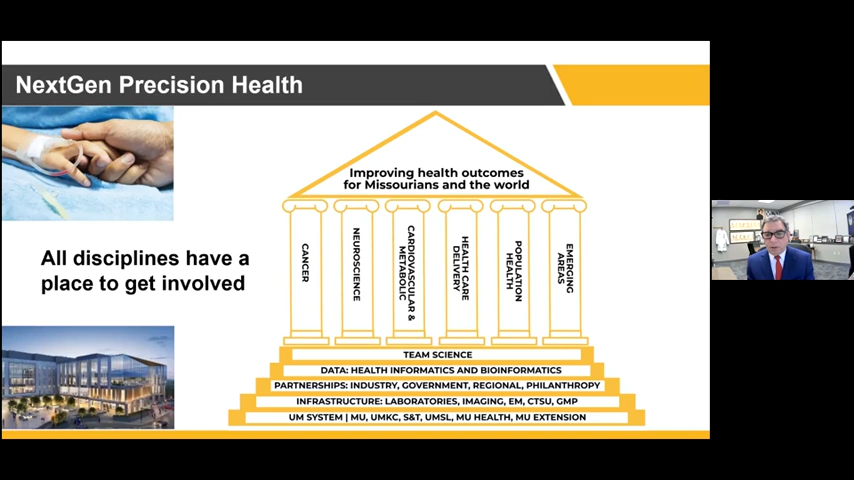 NextGen Precision Health
Improving health outcomes
for Missourians and the world
All disciplines have a
place to get involved
CANCER
NEUROSCIENCE
CARDIOVASCULAR &
METABOLIC
HEALTH CARE
DELIVERY
POPULATION
HEALTH
EMERGING
AREAS
TEAM SCIENCE
DATA: HEALTH INFORMATICS AND BIOINFORMATICS
PARTNERSHIPS: INDUSTRY, GOVERNMENT, REGIONAL, PHILANTHROPY
INFRASTRUCTURE: LABORATORIES, IMAGING, EM, CTSU, GMP
UM SYSTEM | MU, UMKC, S&T, UMSL, MU HEALTH, MU EXTENSION